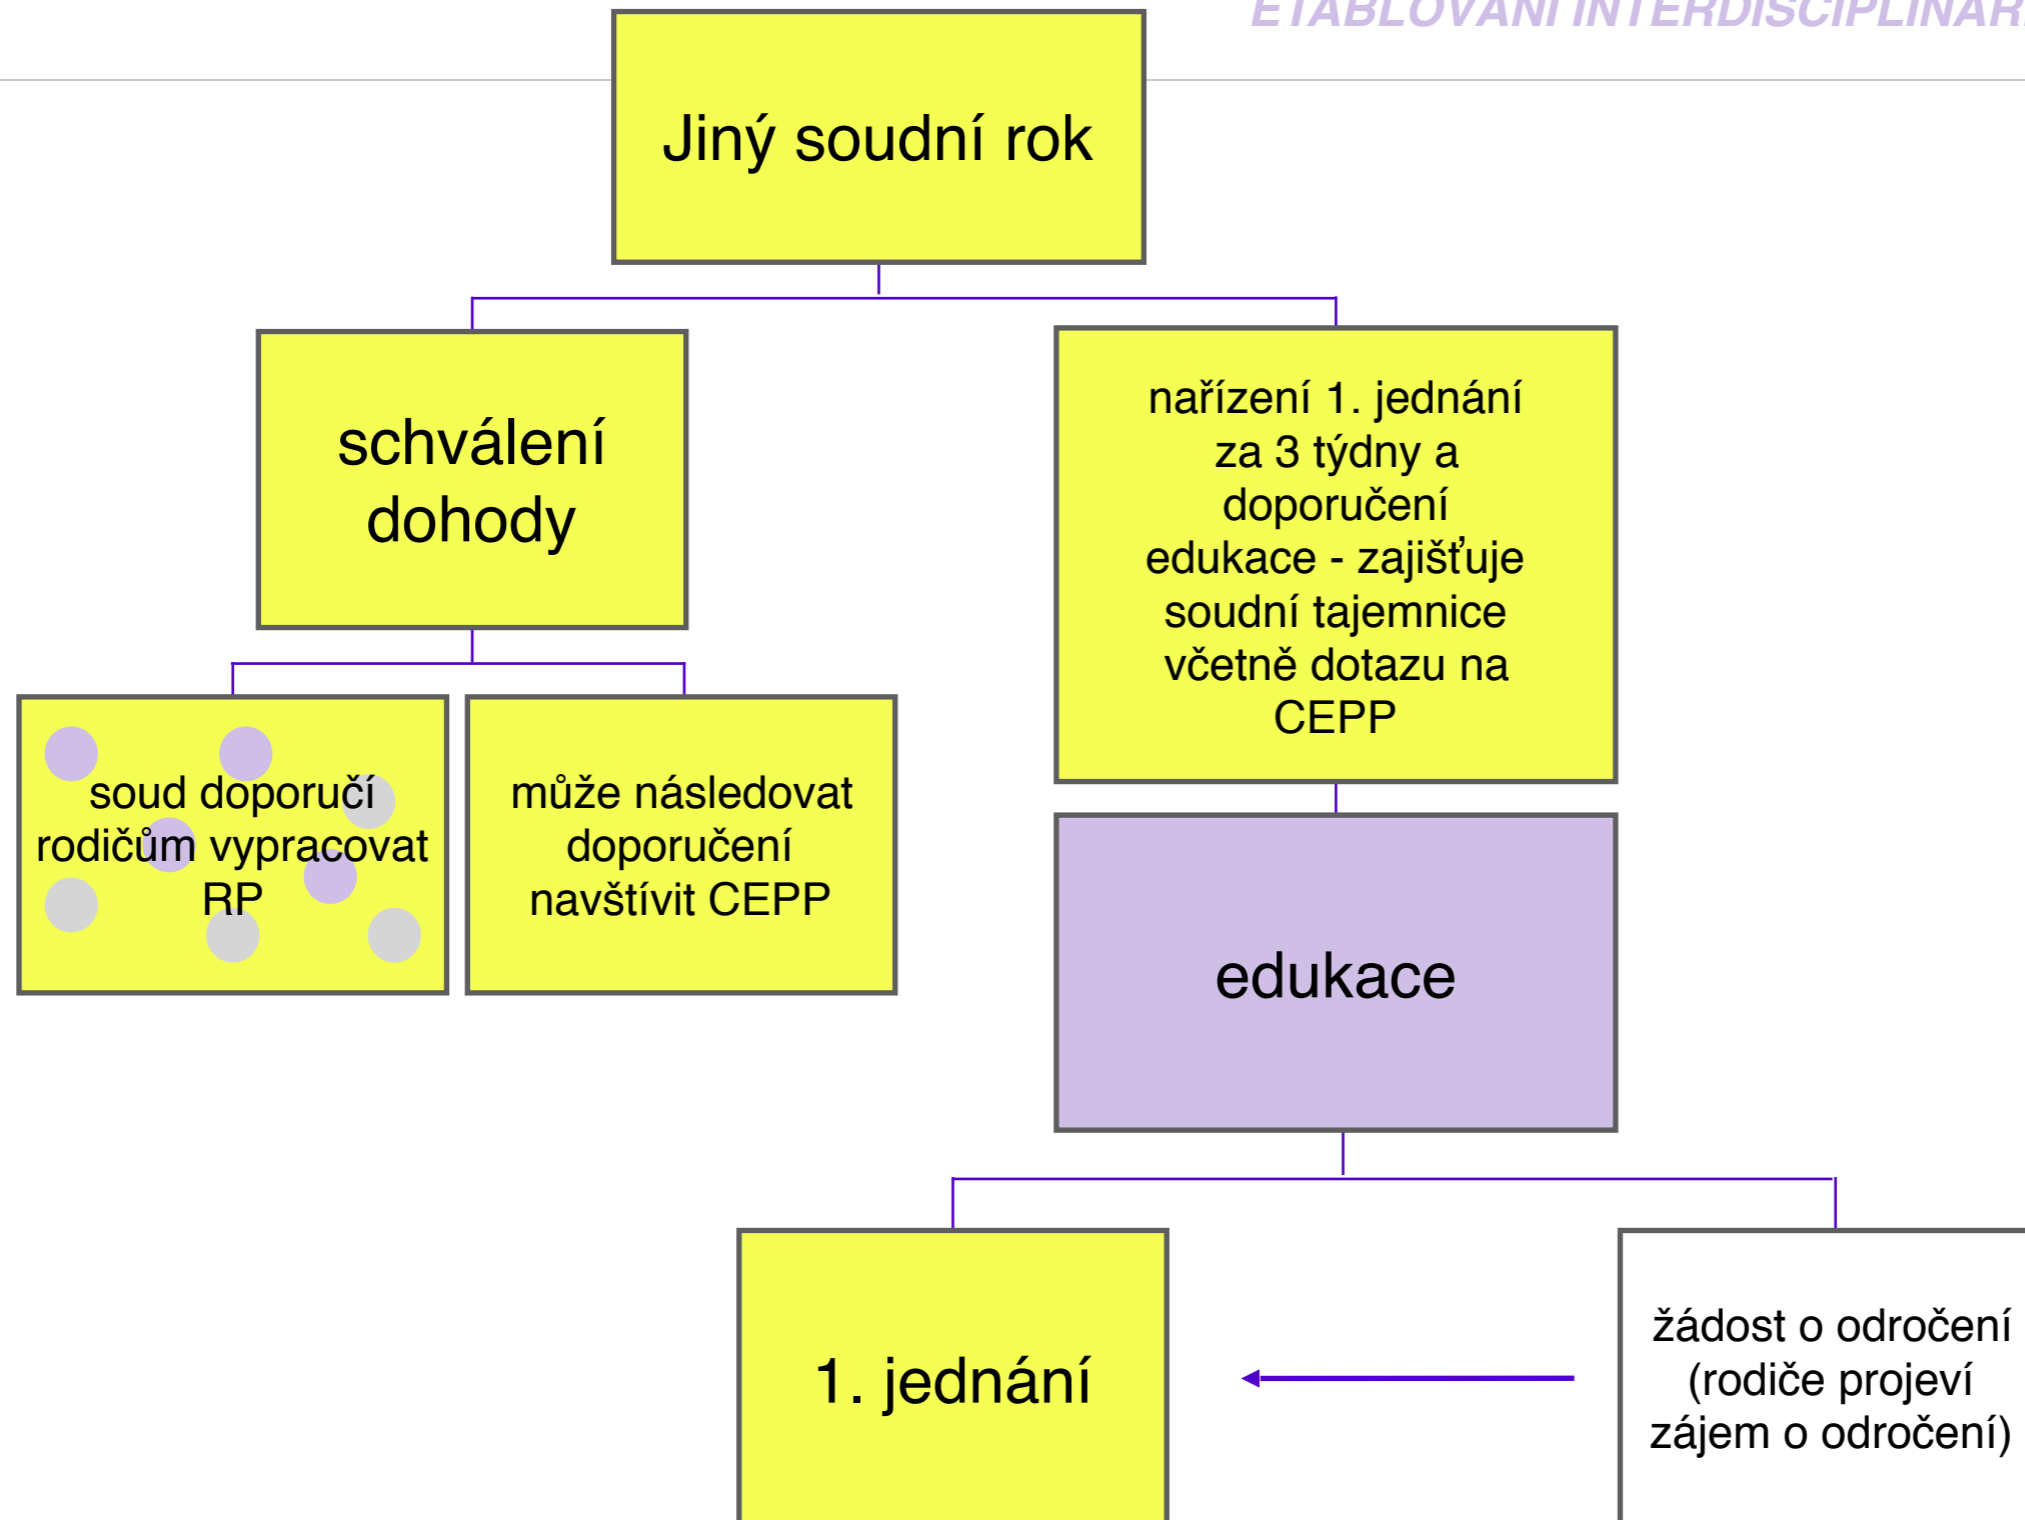 ETABLOVÁNÍ
Jiný soudní rok
schválení
dohody
nařízení 1. jednání
za 3 týdny a
doporučení
edukace - zajišťuje
soudní tajemnice
včetně dotazu na
CEPP
soud doporučí
rodičům vypracovat
RP
může následovat
doporučení
navštívit CEPP
edukace
1. jednání
žádost o odročení
(rodiče projeví
zájem o odročení)